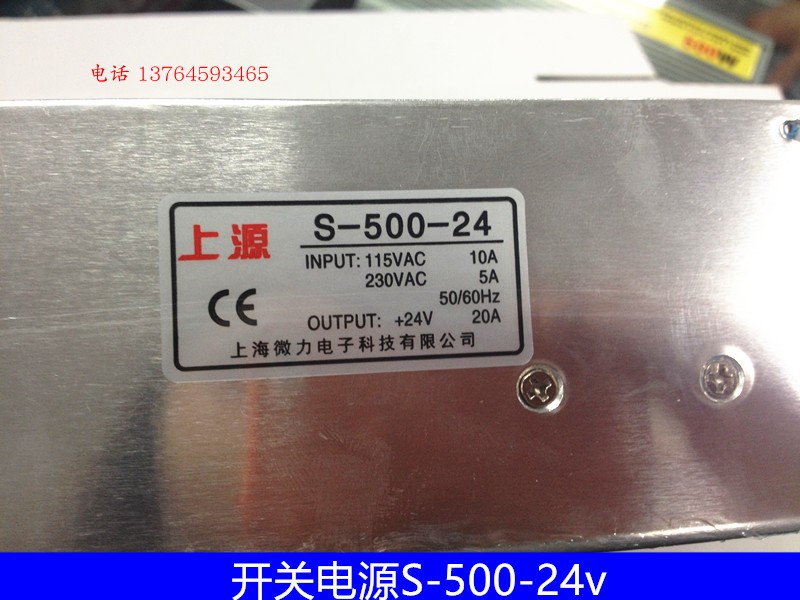 500W
电话 13764593465
上源 S-500-24
INPUT: 115VAC 10A
230VAC 5A
50/60Hz
CE
OUTPUT: +24V 20A
上海微力电子科技有限公司
开关电源S-500-24v